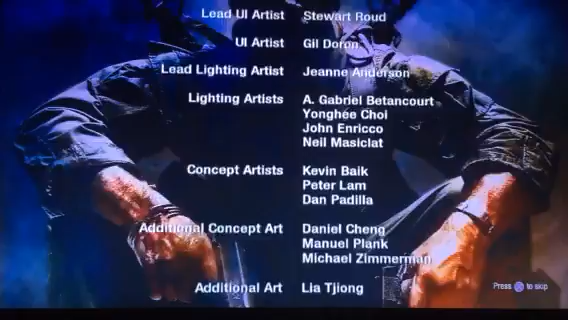 Lead UI Artist Stewart Roud
UI Artist Gil Doron
Lead Lighting Artist Jeanne Anderson
Lighting Artists A. Gabriel Betancourt
Yonghee Choi
John Enricco
Neil Masiclat
Concept Artists Kevin Baik
Peter Lam
Dan Padilla
Additional Concept Art Daniel Cheng
Manuel Plank
Michael Zimmerman
Additional Art Lia Tjiong
Press ⊗ to skip